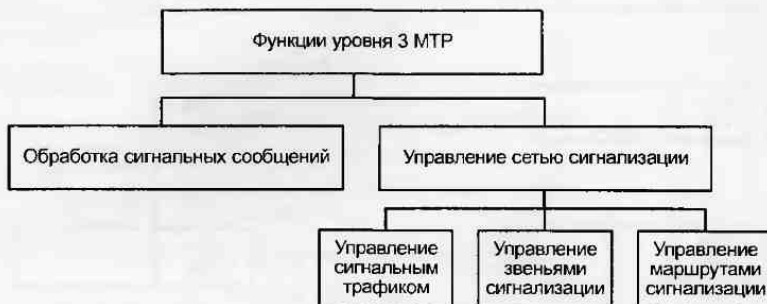 Функции уровня 3 МТР
Обработка сигнальных сообщений
Управление сетью сигнализации
Управление
сигнальным
трафиком
Управление
звеньями
сигнализации
Управление
маршрутами
сигнализации